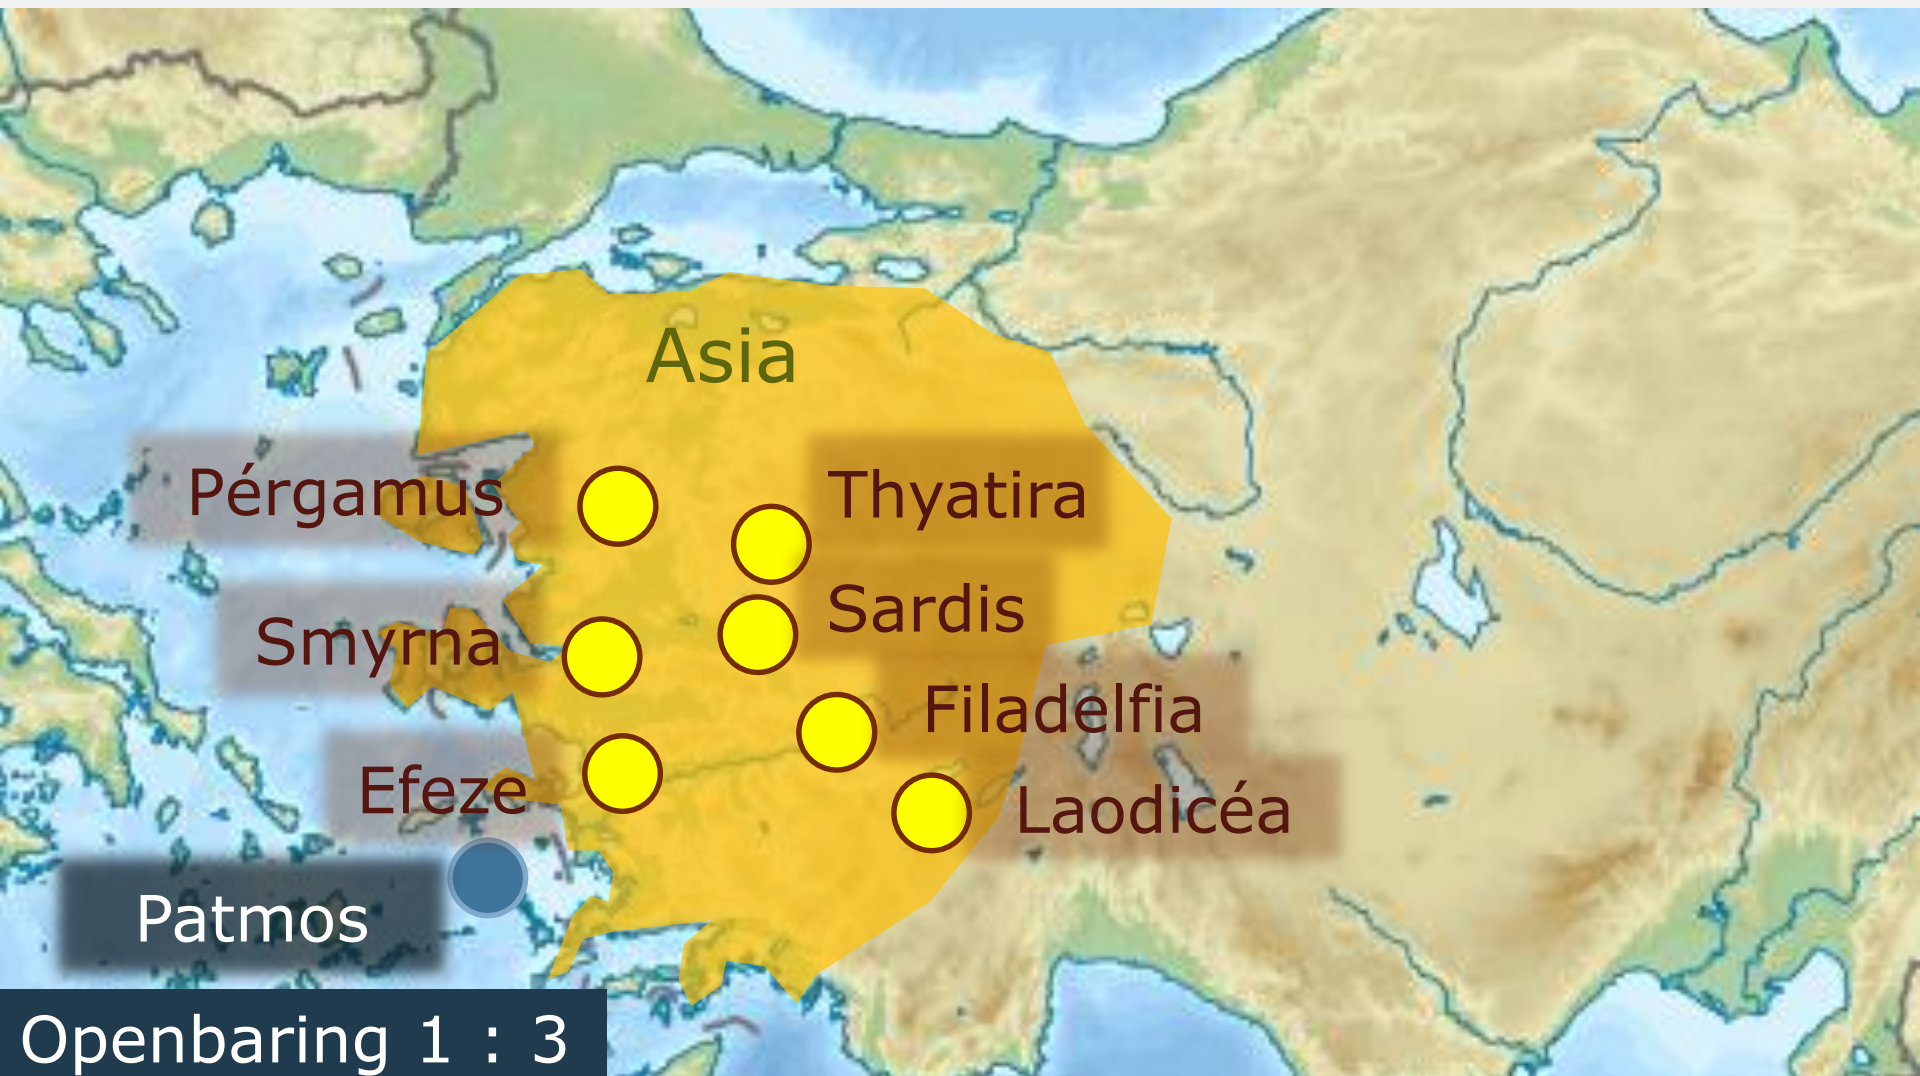 Asia
Pérgamus
Thyatira
Smyrna
Sardis
Filadelfia
Efeze
Laodicéa
Patmos
Openbaring 1 : 3